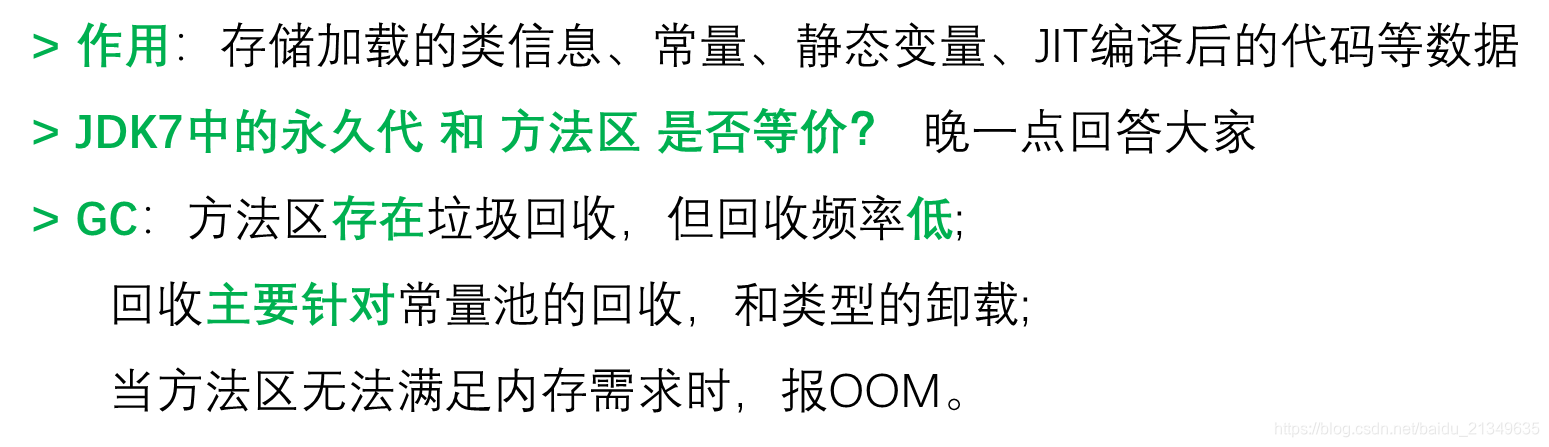 > 作用：存储加载的类信息、常量、静态变量、JIT编译后的代码等数据
> JDK7中的永久代 和 方法区 是否等价？ 晚一点回答大家
> GC：方法区存在垃圾回收，但回收频率低;
回收主要针对常量池的回收，和类型的卸载;
当方法区无法满足内存需求时，报OOM。
https://blog.csdn.net/baidu_21349635